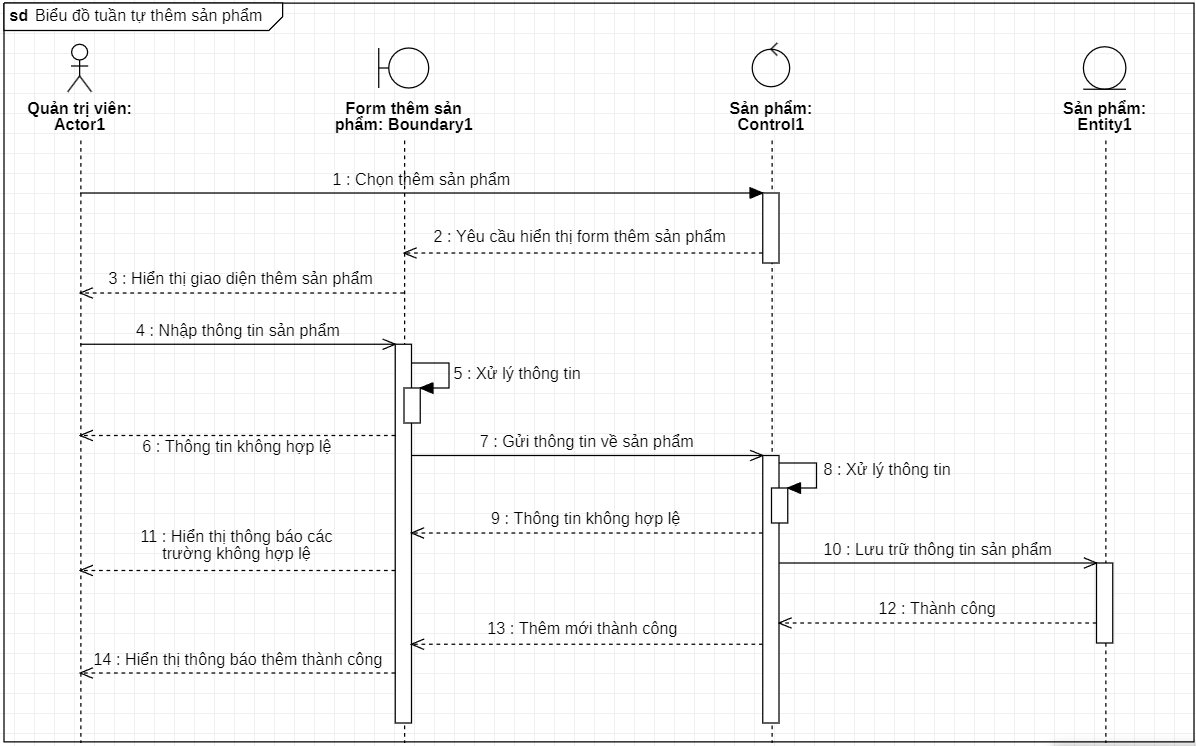 sd Biểu đồ tuần tự thêm sản phẩm
Quản trị viên:
Actor1
Form thêm sản
phẩm: Boundary1
Sản phẩm:
Control1
Sản phẩm:
Entity1
1 : Chọn thêm sản phẩm
2 : Yêu cầu hiển thị form thêm sản phẩm
3 : Hiển thị giao diện thêm sản phẩm
4 : Nhập thông tin sản phẩm
5 : Xử lý thông tin
6 : Thông tin không hợp lệ
7 : Gửi thông tin về sản phẩm
8 : Xử lý thông tin
9 : Thông tin không hợp lệ
11 : Hiển thị thông báo các
trường không hợp lệ
10 : Lưu trữ thông tin sản phẩm
12 : Thành công
13 : Thêm mới thành công
14 : Hiển thị thông báo thêm thành công